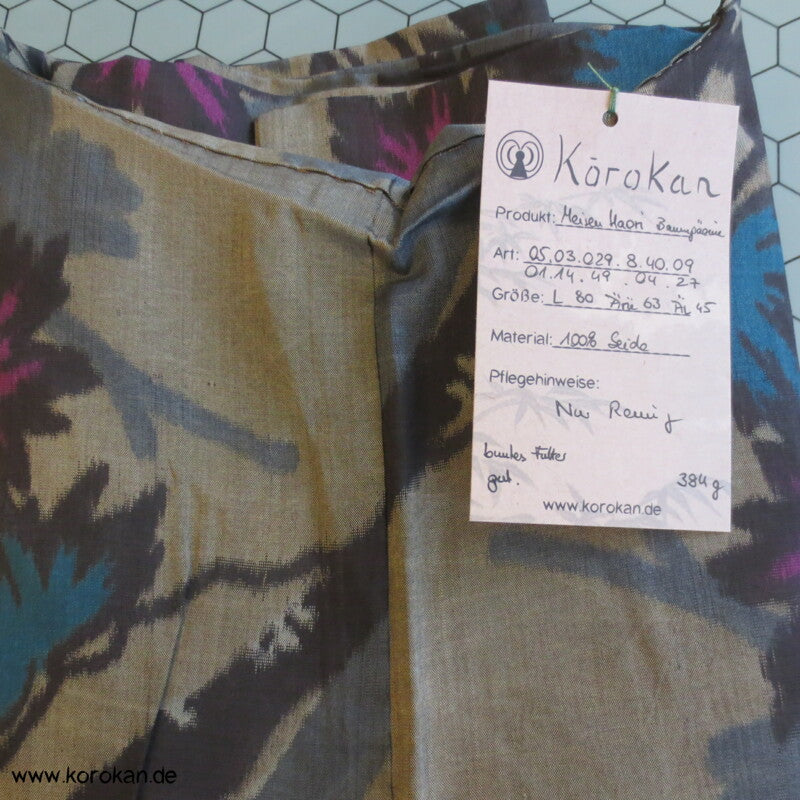 Kōrokan
Produkt: Meisen Haori Baumpäonie
Art: 05.03.029.8.40.09
01.14.49.04.27
Größe: L 80 Ärm 63 ÄL 45
Material: 100% Seide
Pflegehinweise:
Nur Reinig
buntes Futter
gut. 384 g
www.korokan.de
www.korokan.de